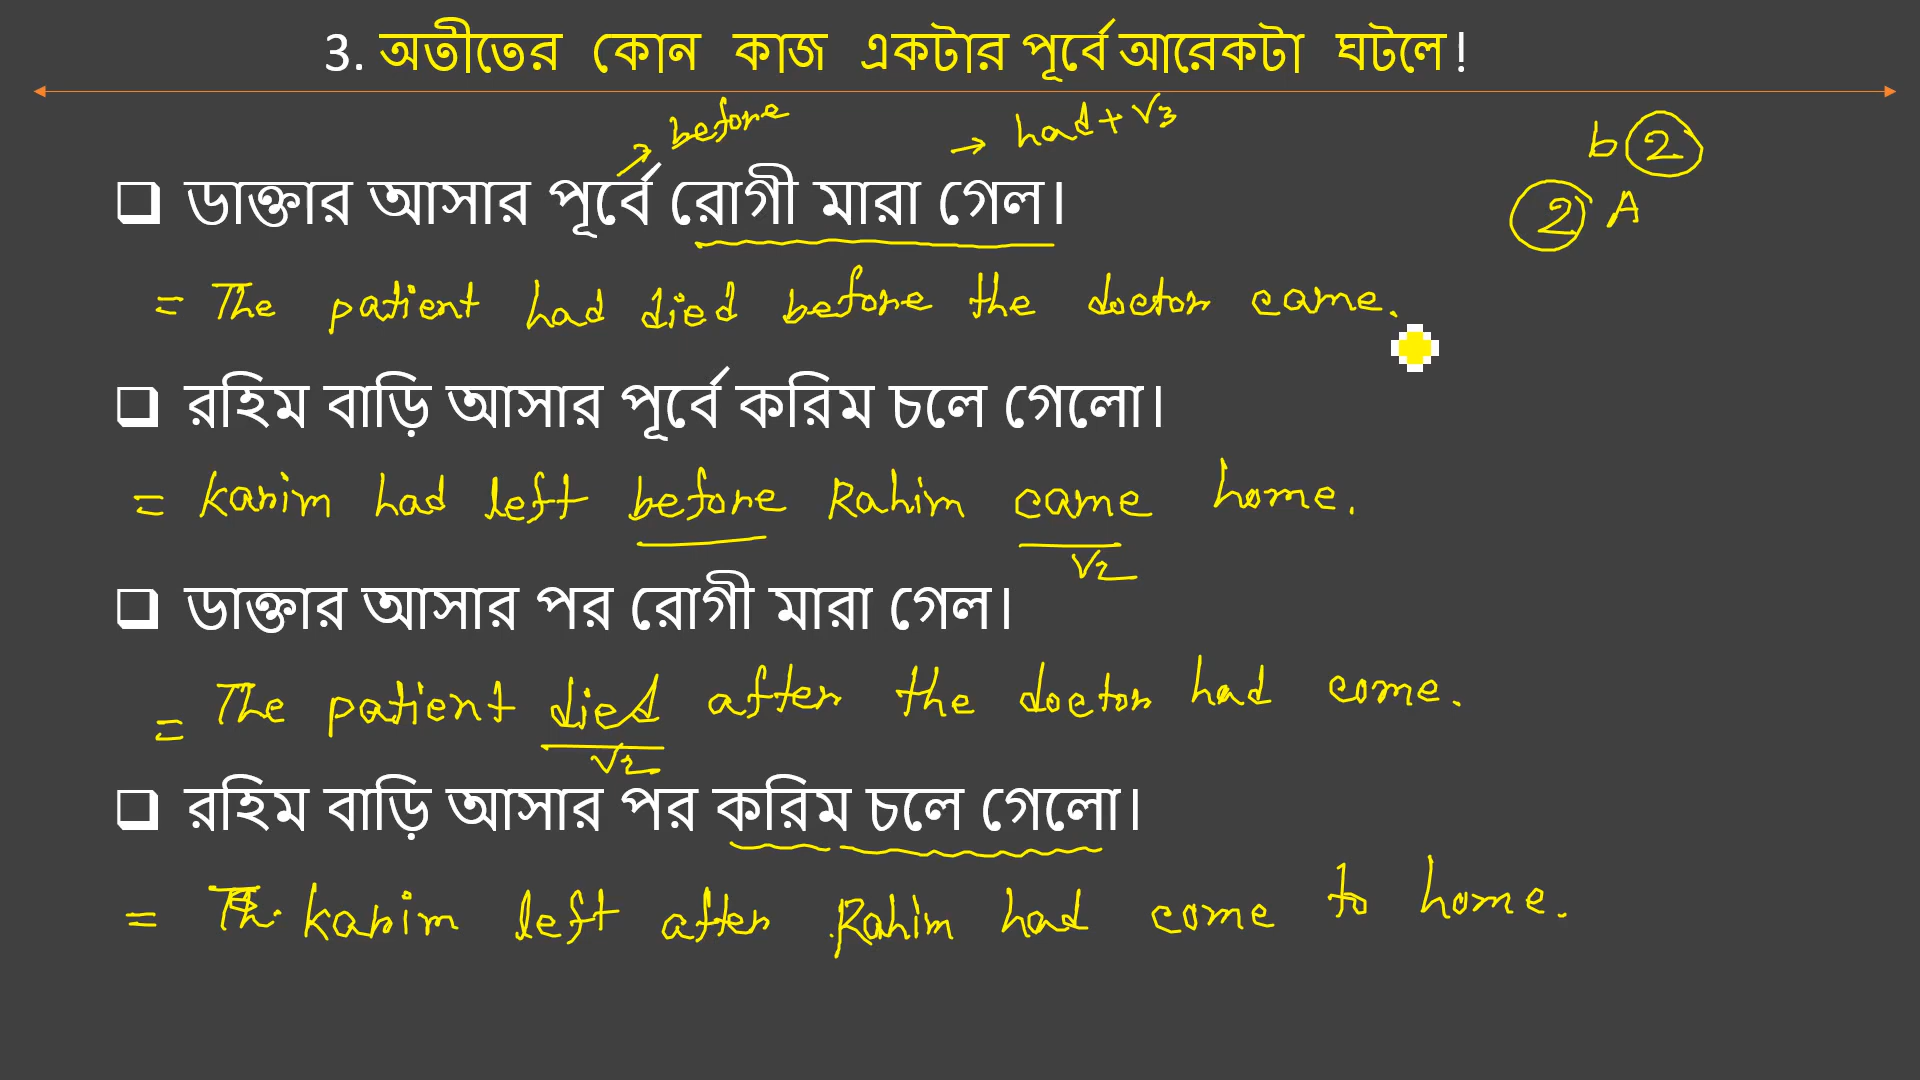 3. অতীতের কোন কাজ একটার পূর্বে আরেকটা ঘটলে!
→ before → had+V3
b 2
2 A
❑ ডাক্তার আসার পূর্বে রোগী মারা গেল।
= The patient had died before the doctor came.
❑ রহিম বাড়ি আসার পূর্বে করিম চলে গেলো।
= Karim had left before Rahim came home.
V2
❑ ডাক্তার আসার পর রোগী মারা গেল।
= The patient died after the doctor had come.
V2
❑ রহিম বাড়ি আসার পর করিম চলে গেলো।
= Karim left after Rahim had come to home.